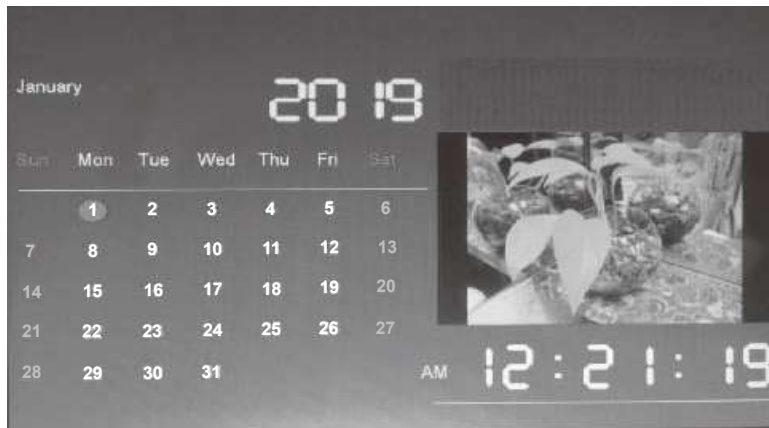 January 2019
Sun Mon Tue Wed Thu Fri Sat
1 2 3 4 5 6
7 8 9 10 11 12 13
14 15 16 17 18 19 20
21 22 23 24 25 26 27
28 29 30 31
AM 12:21:19